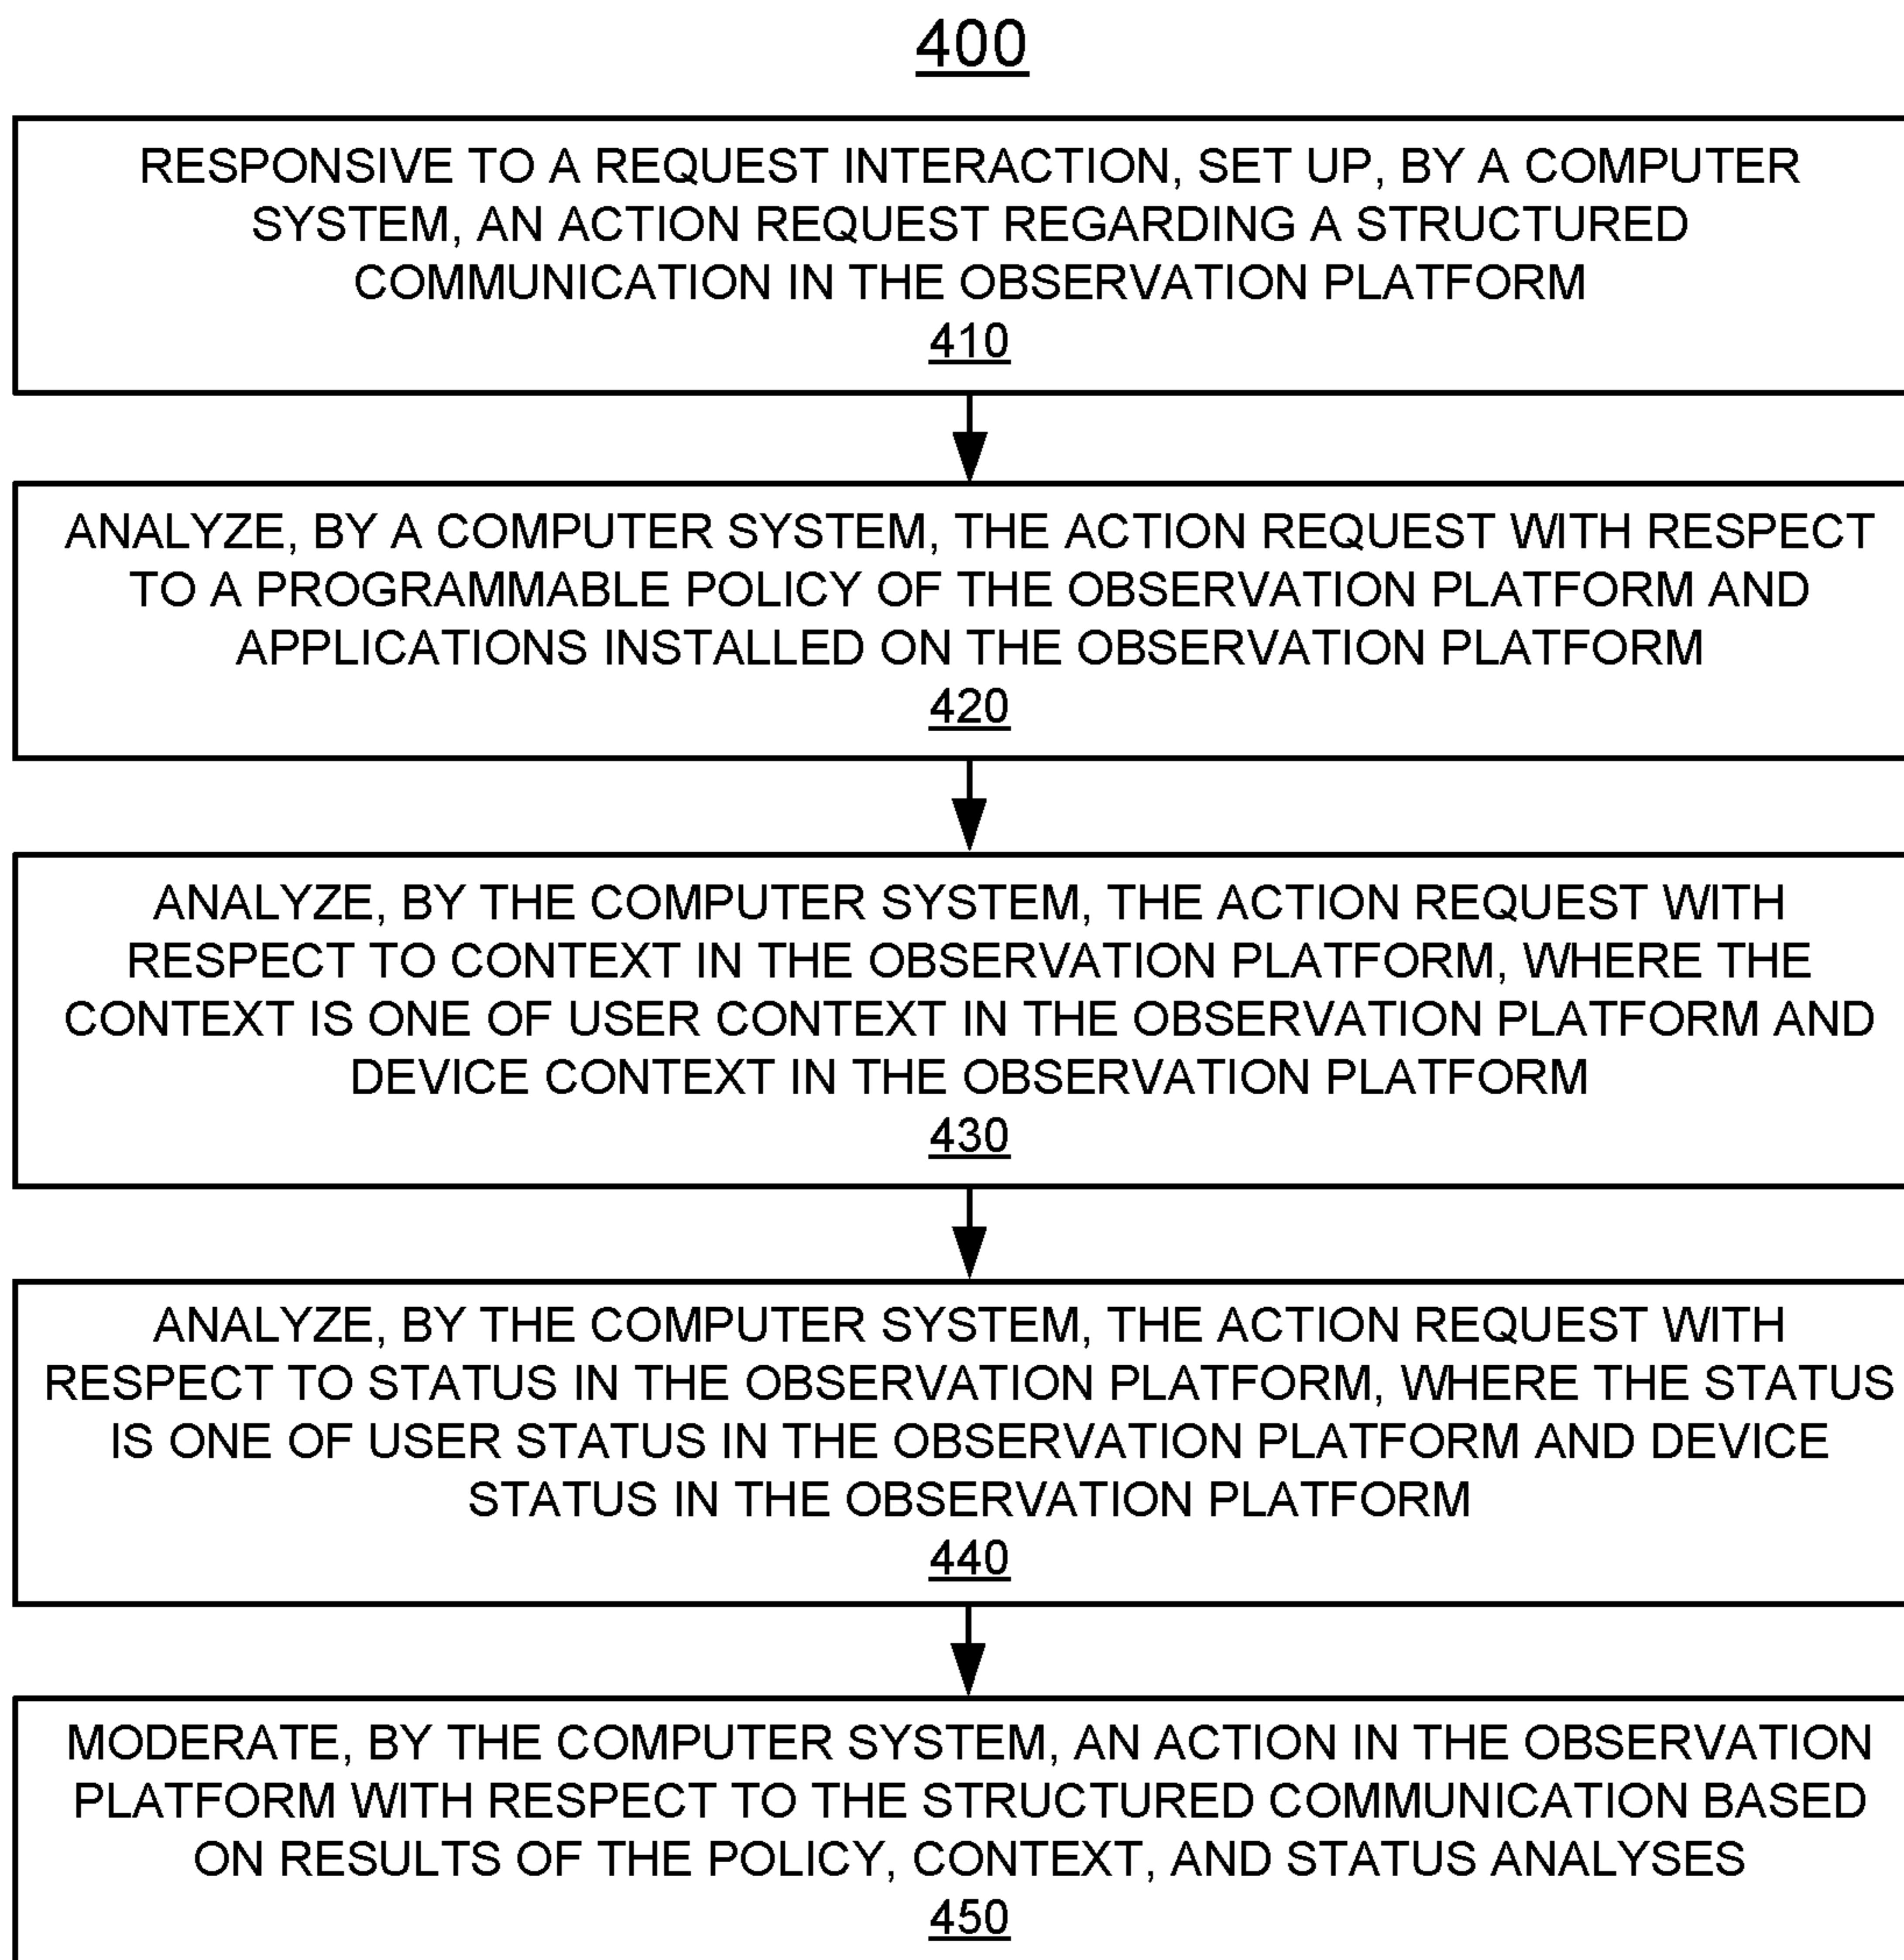 400
RESPONSIVE TO A REQUEST INTERACTION, SET UP, BY A COMPUTER
SYSTEM, AN ACTION REQUEST REGARDING A STRUCTURED
COMMUNICATION IN THE OBSERVATION PLATFORM
410
ANALYZE, BY A COMPUTER SYSTEM, THE ACTION REQUEST WITH RESPECT
TO A PROGRAMMABLE POLICY OF THE OBSERVATION PLATFORM AND
APPLICATIONS INSTALLED ON THE OBSERVATION PLATFORM
420
ANALYZE, BY THE COMPUTER SYSTEM, THE ACTION REQUEST WITH
RESPECT TO CONTEXT IN THE OBSERVATION PLATFORM, WHERE THE
CONTEXT IS ONE OF USER CONTEXT IN THE OBSERVATION PLATFORM AND
DEVICE CONTEXT IN THE OBSERVATION PLATFORM
430
ANALYZE, BY THE COMPUTER SYSTEM, THE ACTION REQUEST WITH
RESPECT TO STATUS IN THE OBSERVATION PLATFORM, WHERE THE STATUS
IS ONE OF USER STATUS IN THE OBSERVATION PLATFORM AND DEVICE
STATUS IN THE OBSERVATION PLATFORM
440
MODERATE, BY THE COMPUTER SYSTEM, AN ACTION IN THE OBSERVATION
PLATFORM WITH RESPECT TO THE STRUCTURED COMMUNICATION BASED
ON RESULTS OF THE POLICY, CONTEXT, AND STATUS ANALYSES
450